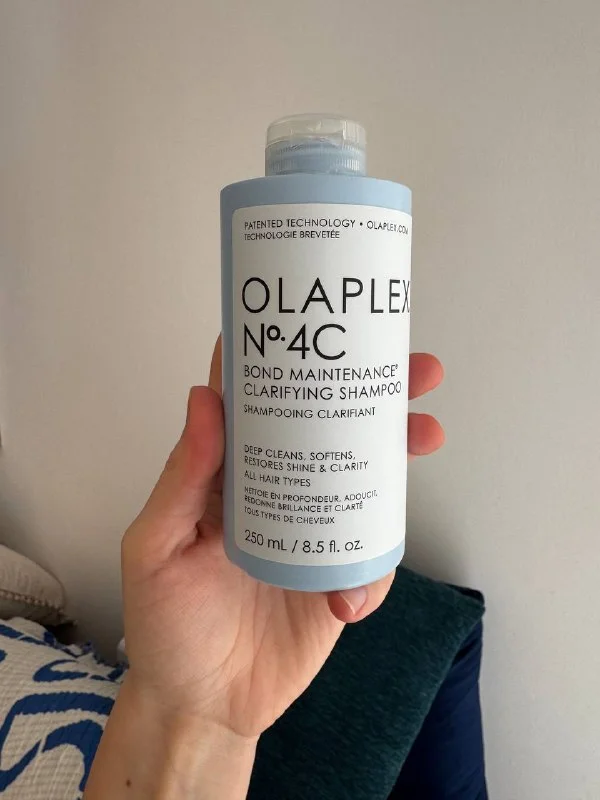 PATENTED TECHNOLOGY • OLAPLEX.COM
TECHNOLOGIE BREVETÉE
OLAPLEX
Nº.4C
BOND MAINTENANCE®
CLARIFYING SHAMPOO
SHAMPOOING CLARIFIANT
DEEP CLEANS, SOFTENS,
RESTORES SHINE & CLARITY
ALL HAIR TYPES
NETTOIE EN PROFONDEUR, ADOUCIT,
REDONNE BRILLANCE ET CLARTÉ
TOUS TYPES DE CHEVEUX
250 mL / 8.5 fl. oz.